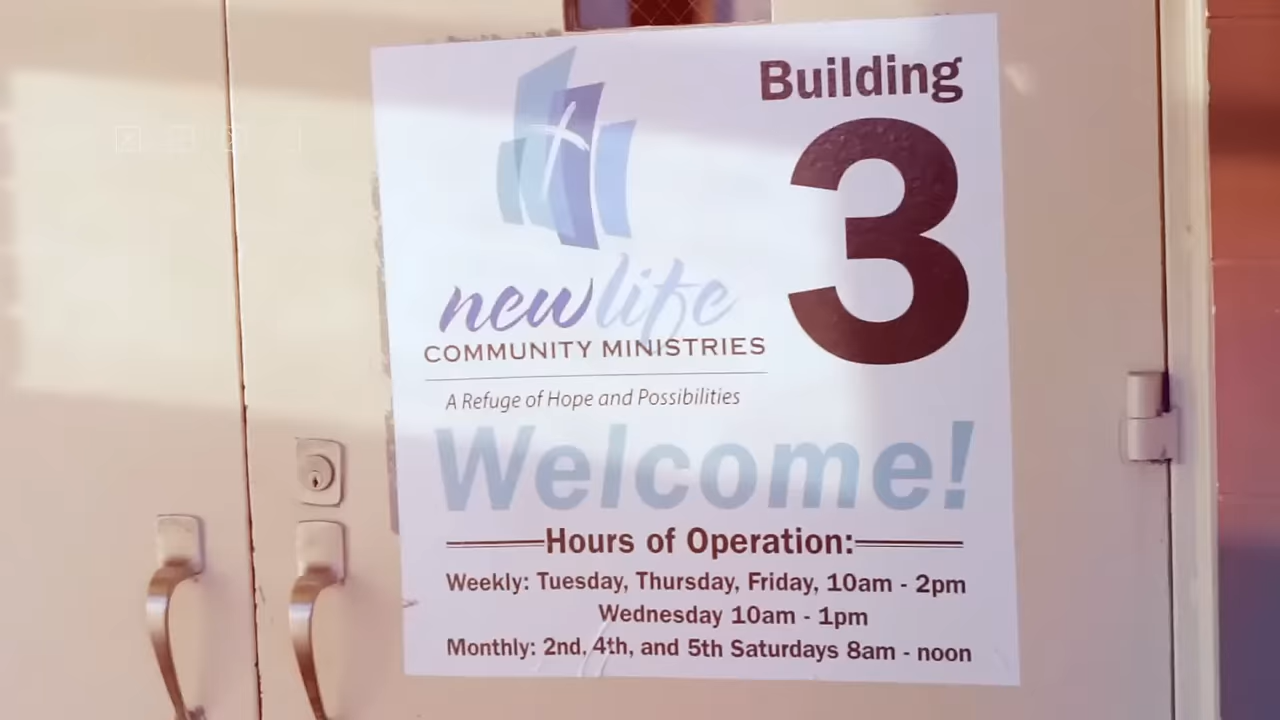 Building
3
newlife
COMMUNITY MINISTRIES
A Refuge of Hope and Possibilities
Welcome!
Hours of Operation:
Weekly: Tuesday, Thursday, Friday, 10am - 2pm
Wednesday 10am - 1pm
Monthly: 2nd, 4th, and 5th Saturdays 8am - noon